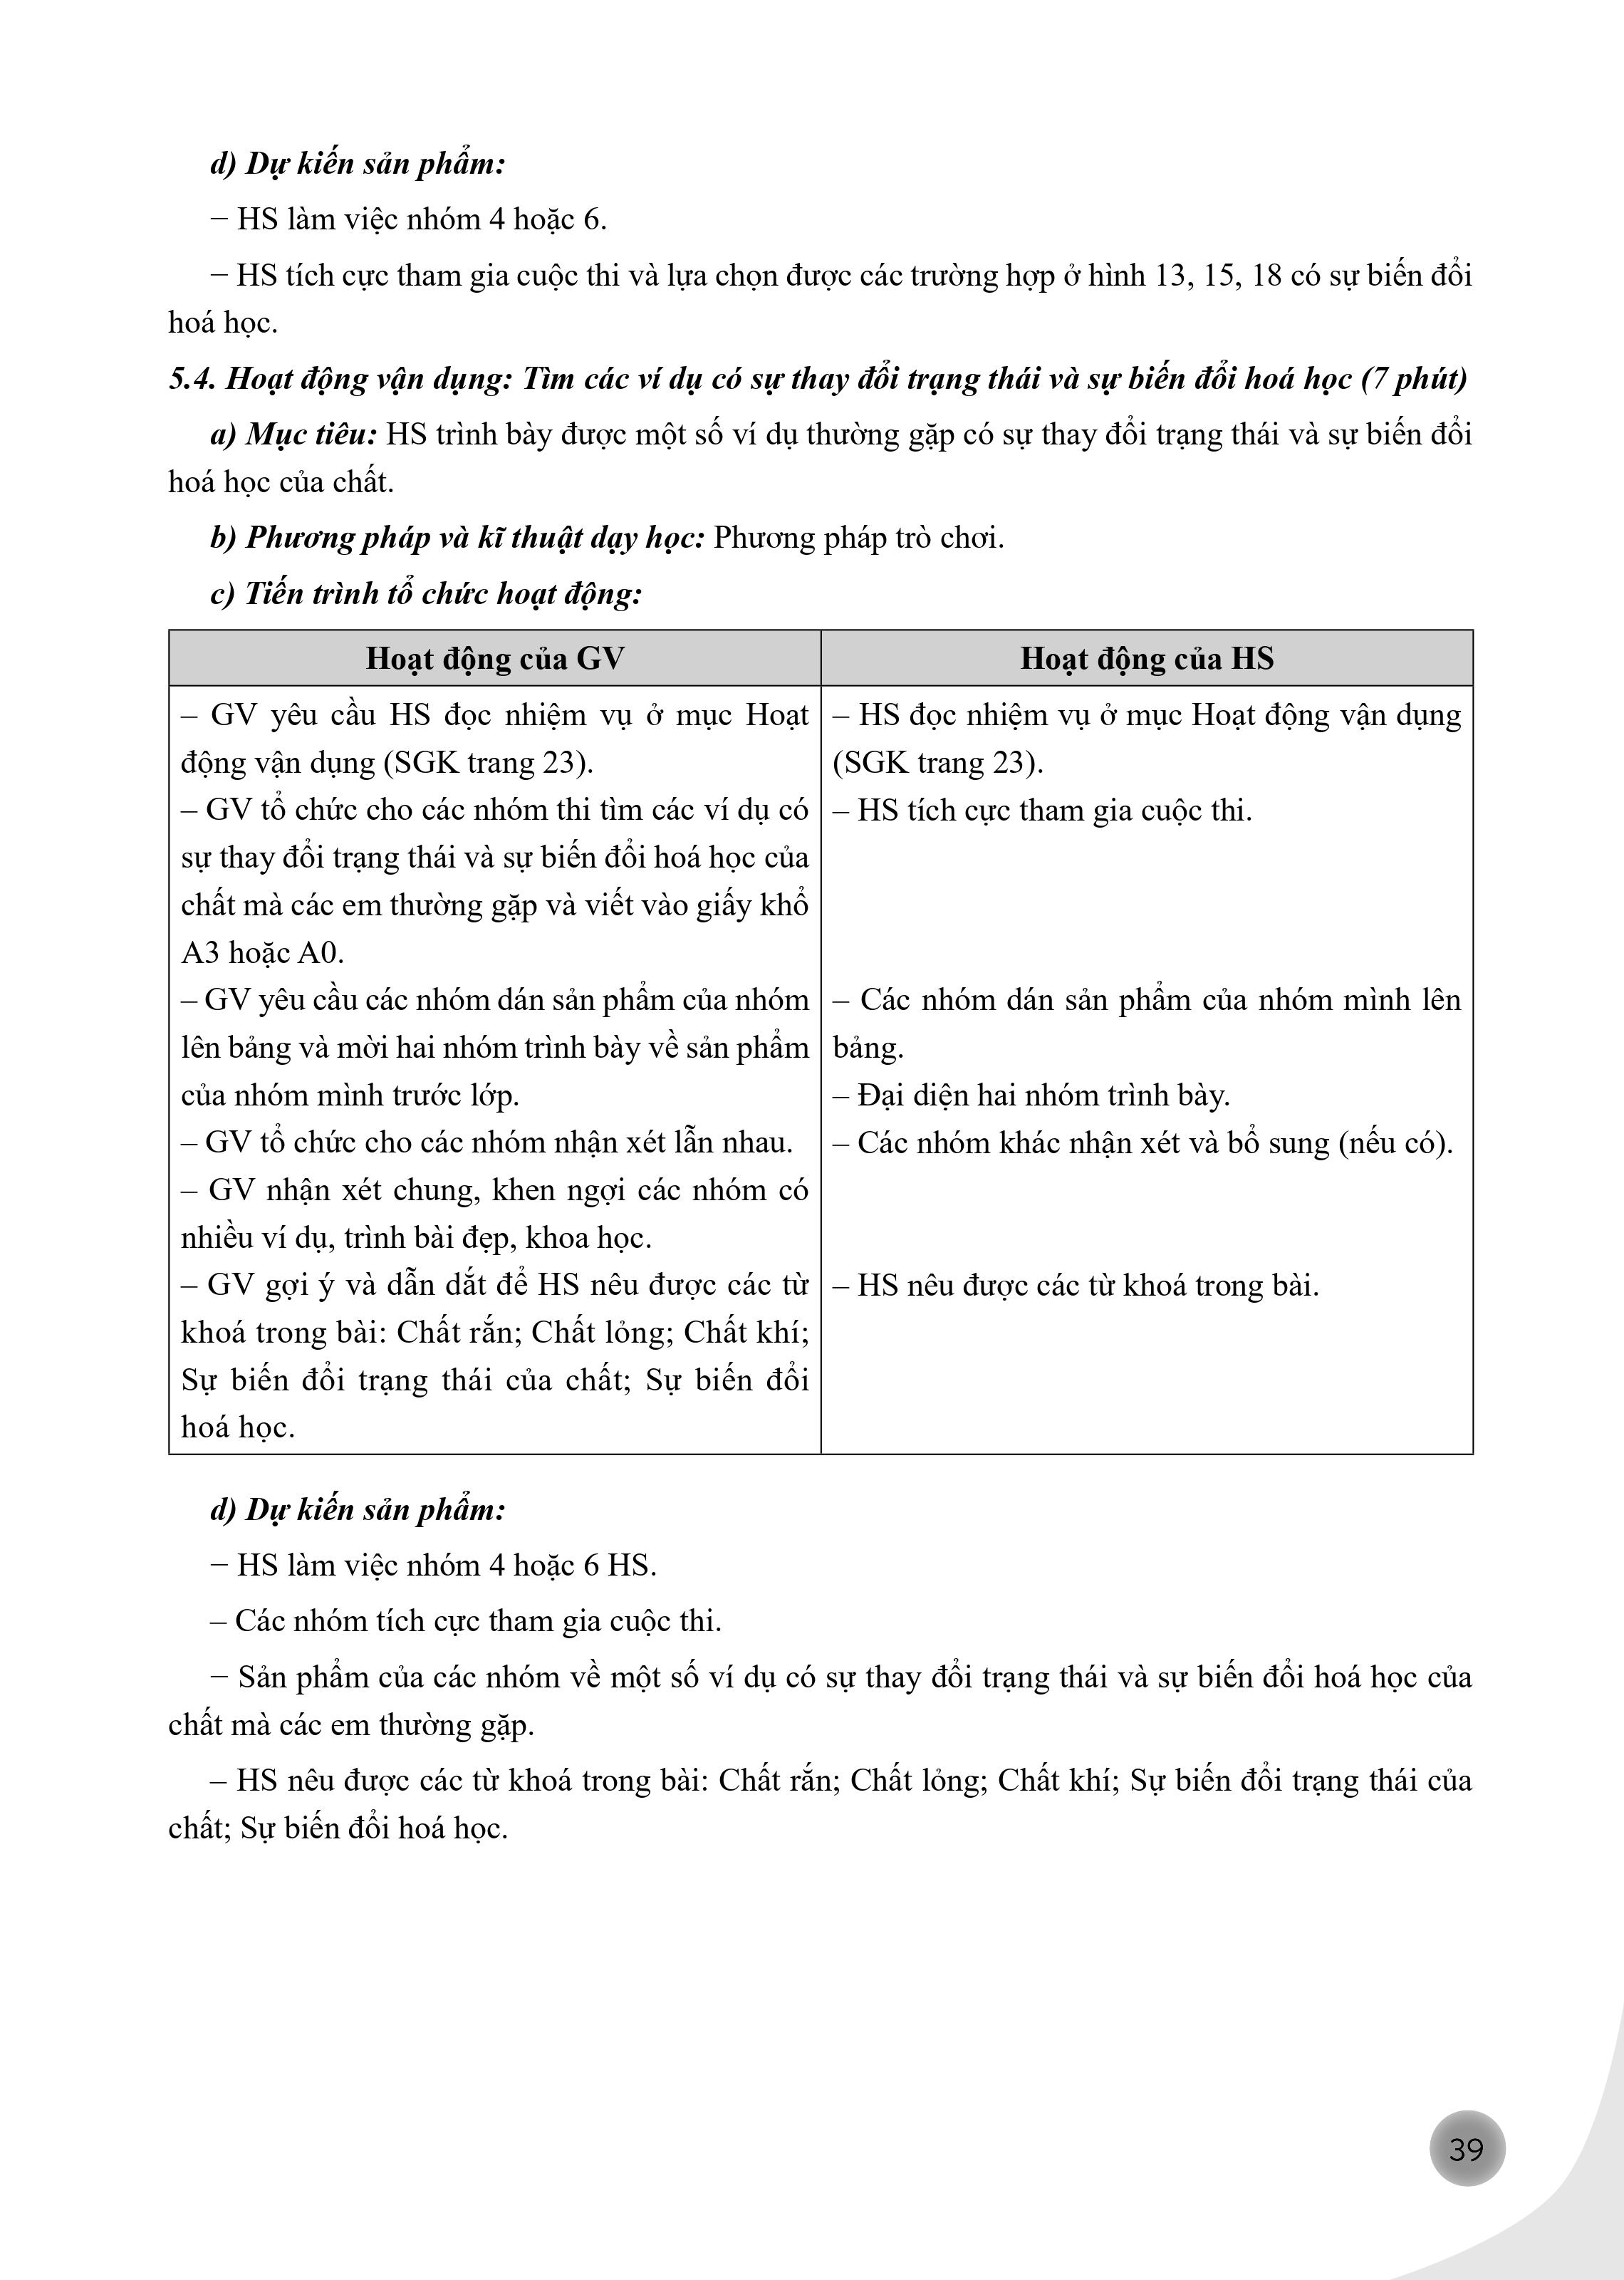 d) Dự kiến sản phẩm:
− HS làm việc nhóm 4 hoặc 6.
− HS tích cực tham gia cuộc thi và lựa chọn được các trường hợp ở hình 13, 15, 18 có sự biến đổi
hoá học.
5.4. Hoạt động vận dụng: Tìm các ví dụ có sự thay đổi trạng thái và sự biến đổi hoá học (7 phút)
a) Mục tiêu: HS trình bày được một số ví dụ thường gặp có sự thay đổi trạng thái và sự biến đổi
hoá học của chất.
b) Phương pháp và kĩ thuật dạy học: Phương pháp trò chơi.
c) Tiến trình tổ chức hoạt động:
Hoạt động của GV
– GV yêu cầu HS đọc nhiệm vụ ở mục Hoạt
động vận dụng (SGK trang 23).
– GV tổ chức cho các nhóm thi tìm các ví dụ có
sự thay đổi trạng thái và sự biến đổi hoá học của
chất mà các em thường gặp và viết vào giấy khổ
A3 hoặc A0.
– GV yêu cầu các nhóm dán sản phẩm của nhóm
lên bảng và mời hai nhóm trình bày về sản phẩm
của nhóm mình trước lớp.
– GV tổ chức cho các nhóm nhận xét lẫn nhau.
– GV nhận xét chung, khen ngợi các nhóm có
nhiều ví dụ, trình bài đẹp, khoa học.
– GV gợi ý và dẫn dắt để HS nêu được các từ
khoá trong bài: Chất rắn; Chất lỏng; Chất khí;
Sự biến đổi trạng thái của chất; Sự biến đổi
hoá học.
Hoạt động của HS
– HS đọc nhiệm vụ ở mục Hoạt động vận dụng
(SGK trang 23).
– HS tích cực tham gia cuộc thi.
– Các nhóm dán sản phẩm của nhóm mình lên
bảng.
– Đại diện hai nhóm trình bày.
– Các nhóm khác nhận xét và bổ sung (nếu có).
– HS nêu được các từ khoá trong bài.
d) Dự kiến sản phẩm:
− HS làm việc nhóm 4 hoặc 6 HS.
– Các nhóm tích cực tham gia cuộc thi.
− Sản phẩm của các nhóm về một số ví dụ có sự thay đổi trạng thái và sự biến đổi hoá học của
chất mà các em thường gặp.
– HS nêu được các từ khoá trong bài: Chất rắn; Chất lỏng; Chất khí; Sự biến đổi trạng thái của
chất; Sự biến đổi hoá học.
39